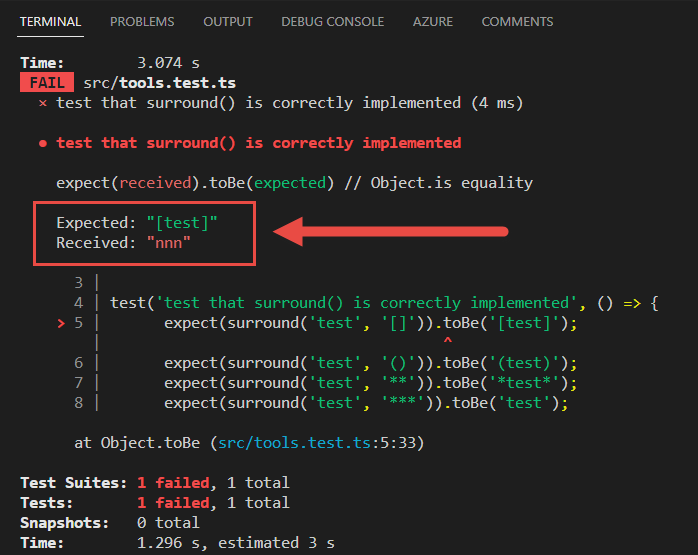 TERMINAL PROBLEMS OUTPUT DEBUG CONSOLE AZURE COMMENTS
Time: 3.074 s
FAIL src/tools.test.ts
× test that surround() is correctly implemented (4 ms)
● test that surround() is correctly implemented
expect(received).toBe(expected) // Object.is equality
Expected: "[test]"
Received: "nnn"
3 |
4 | test('test that surround() is correctly implemented', () => {
> 5 | expect(surround('test', '[]')).toBe('[test]');
| ^
6 | expect(surround('test', '()')).toBe('(test)');
7 | expect(surround('test', '**')).toBe('*test*');
8 | expect(surround('test', '***')).toBe('test');
at Object.toBe (src/tools.test.ts:5:33)
Test Suites: 1 failed, 1 total
Tests: 1 failed, 1 total
Snapshots: 0 total
Time: 1.296 s, estimated 3 s